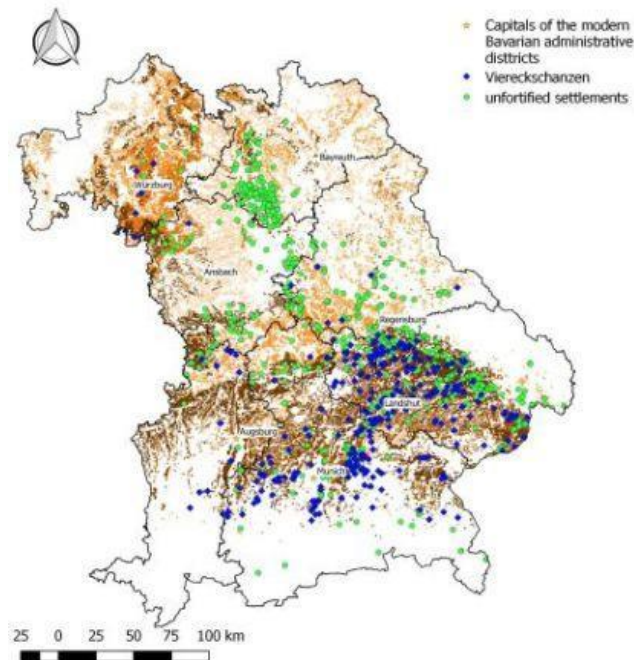 Capitals of the modern
Bavarian administrative
disttricts
Viereckschanzen
unfortified settlements
Bayreuth
Würzburg
Ansbach
Regensburg
Landshut
Augsburg
Munich
25 0 25 50 75 100 km